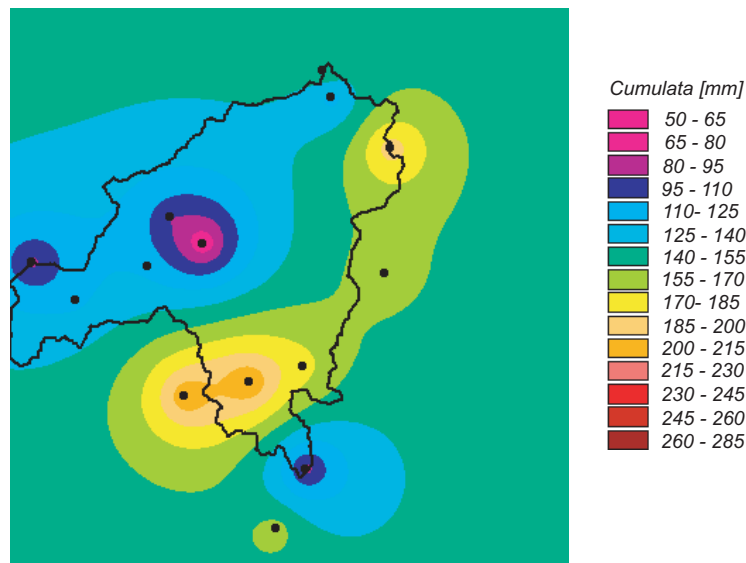 Cumulata [mm]
50 - 65
65 - 80
80 - 95
95 - 110
110- 125
125 - 140
140 - 155
155 - 170
170- 185
185 - 200
200 - 215
215 - 230
230 - 245
245 - 260
260 - 285